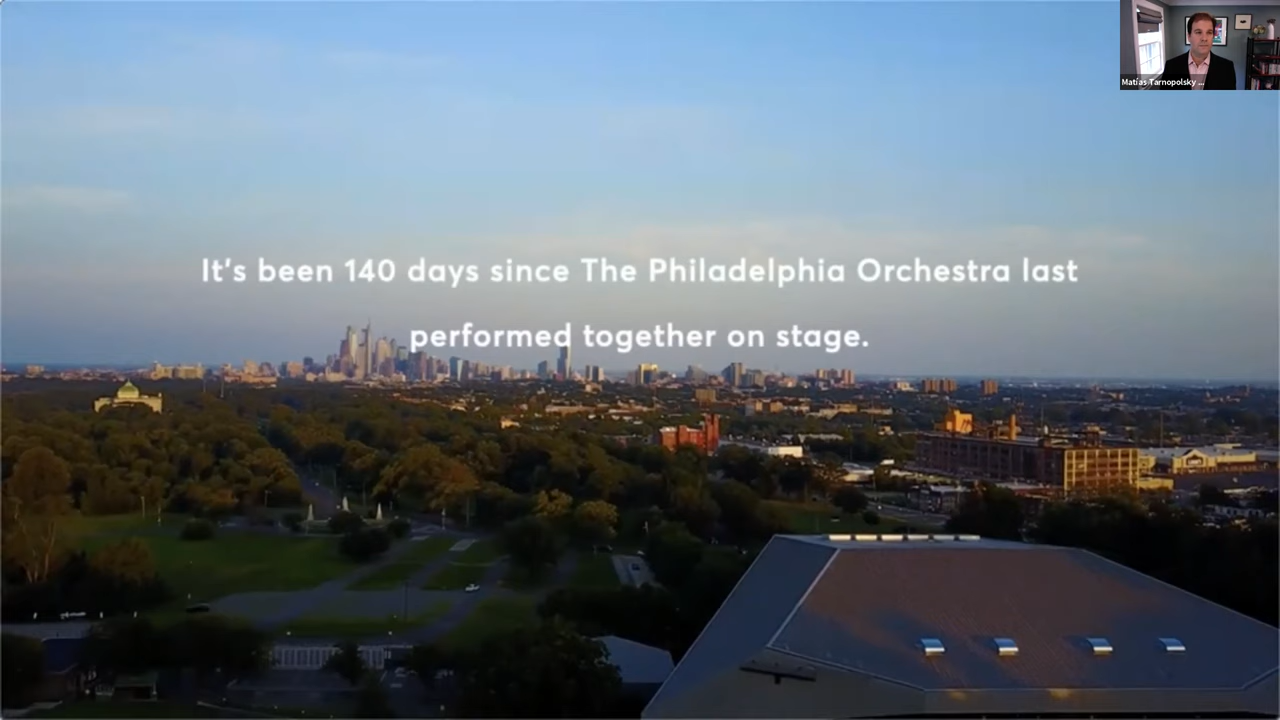 Matías Tarnopolsky ...
It's been 140 days since The Philadelphia Orchestra last
performed together on stage.